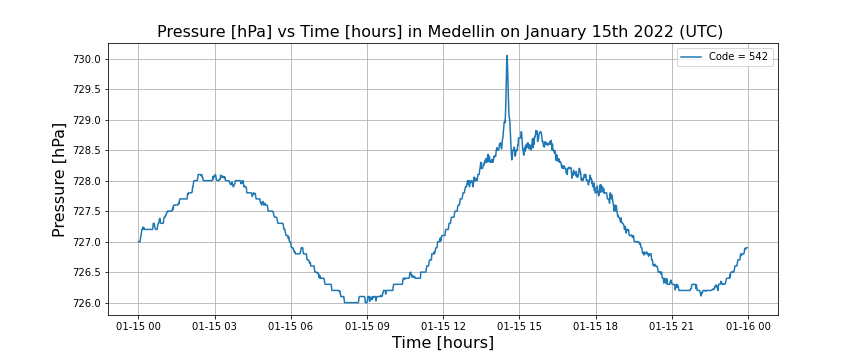 Pressure [hPa] vs Time [hours] in Medellin on January 15th 2022 (UTC)
Code = 542
Pressure [hPa]
730.0
729.5
729.0
728.5
728.0
727.5
727.0
726.5
726.0
01-15 00 01-15 03 01-15 06 01-15 09 01-15 12 01-15 15 01-15 18 01-15 21 01-16 00
Time [hours]